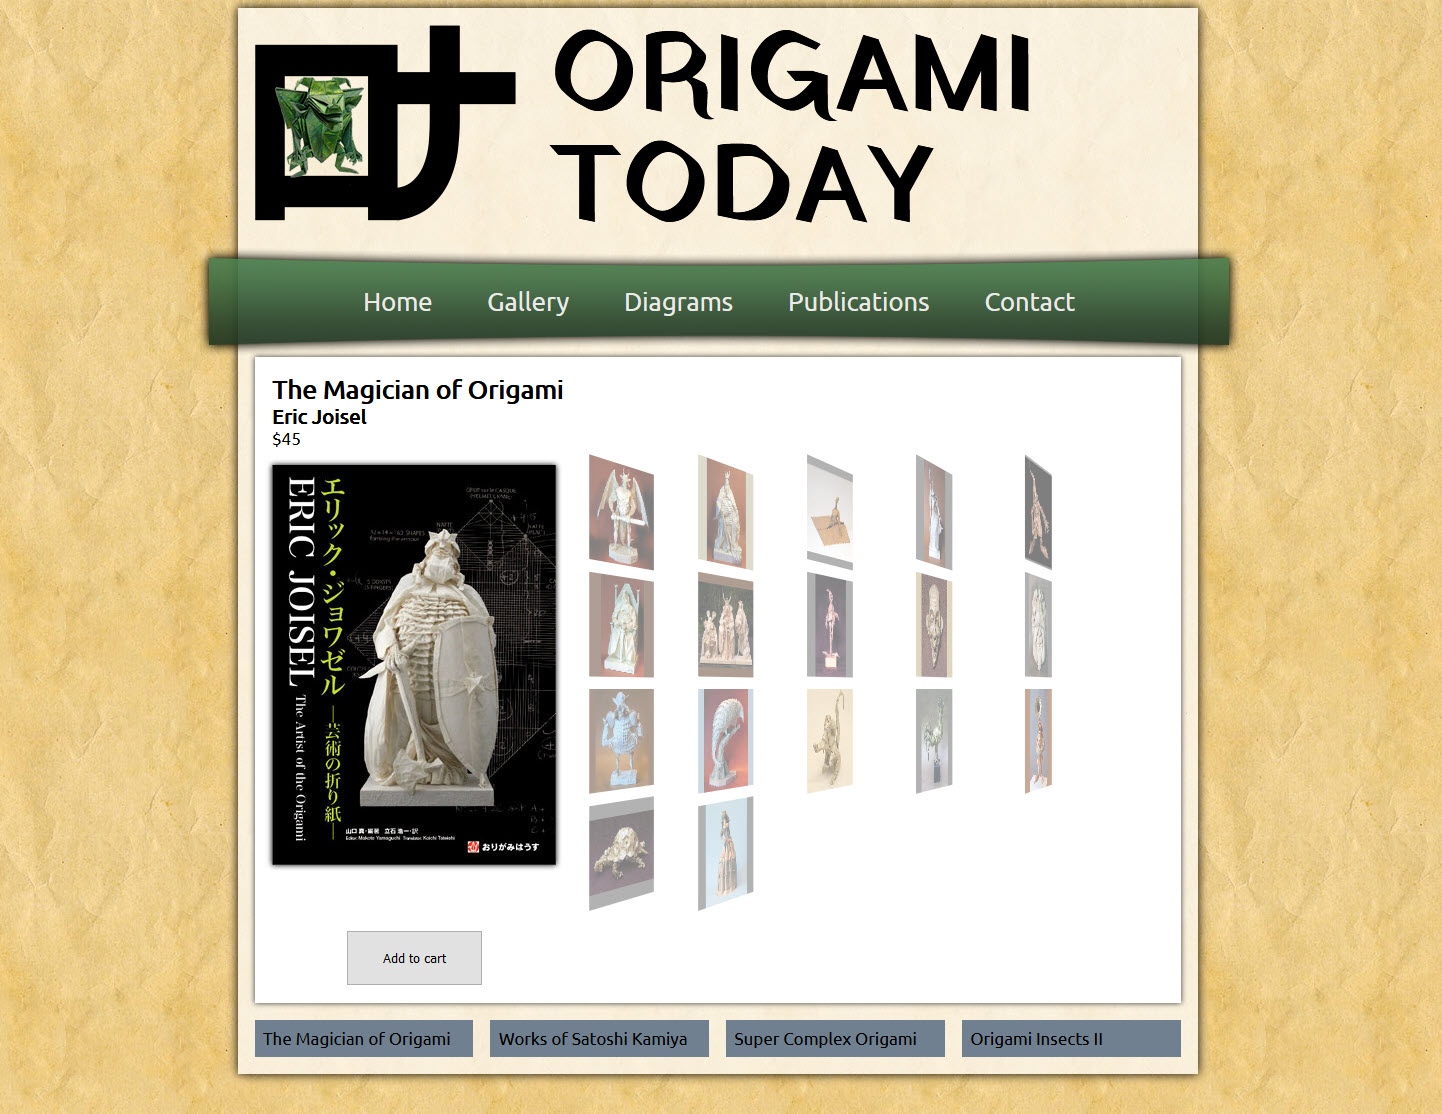 ORIGAMI
TODAY
Home Gallery Diagrams Publications Contact
The Magician of Origami
Eric Joisel
$45
ERIC JOISEL The Artist of the Origami
エリック・ジョワゼル ―芸術の折り紙―
山口 真・編著 立石 浩一・訳
Editor: Makoto Yamaguchi Translator: Koichi Tateishi
おりがみはうす
Add to cart
The Magician of Origami
Works of Satoshi Kamiya
Super Complex Origami
Origami Insects II